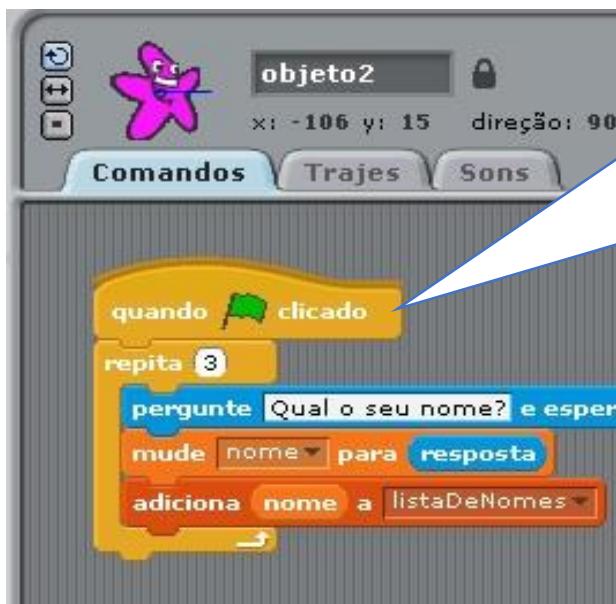 objeto2
x: -106 y: 15 direção: 90
Comandos Trajes Sons
quando clicado
repita 3
pergunte Qual o seu nome? e esper
mude nome para resposta
adiciona nome a listaDeNomes